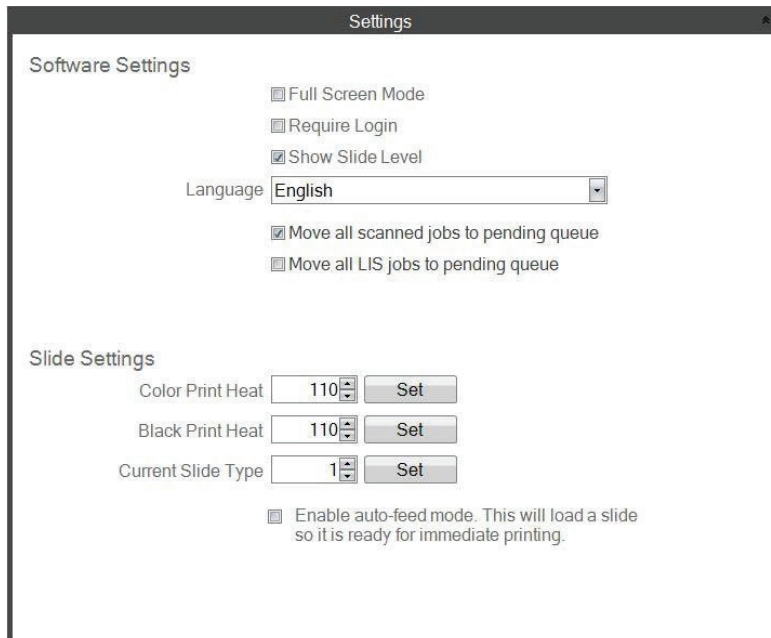 Settings
Software Settings
Full Screen Mode
Require Login
Show Slide Level
Language English
Move all scanned jobs to pending queue
Move all LIS jobs to pending queue
Slide Settings
Color Print Heat 110 Set
Black Print Heat 110 Set
Current Slide Type 1 Set
Enable auto-feed mode. This will load a slide
so it is ready for immediate printing.